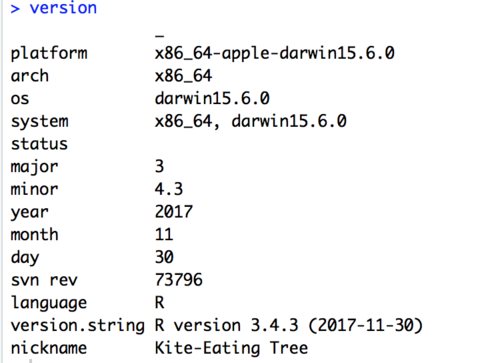 > version
_
platform x86_64-apple-darwin15.6.0
arch x86_64
os darwin15.6.0
system x86_64, darwin15.6.0
status
major 3
minor 4.3
year 2017
month 11
day 30
svn rev 73796
language R
version.string R version 3.4.3 (2017-11-30)
nickname Kite-Eating Tree